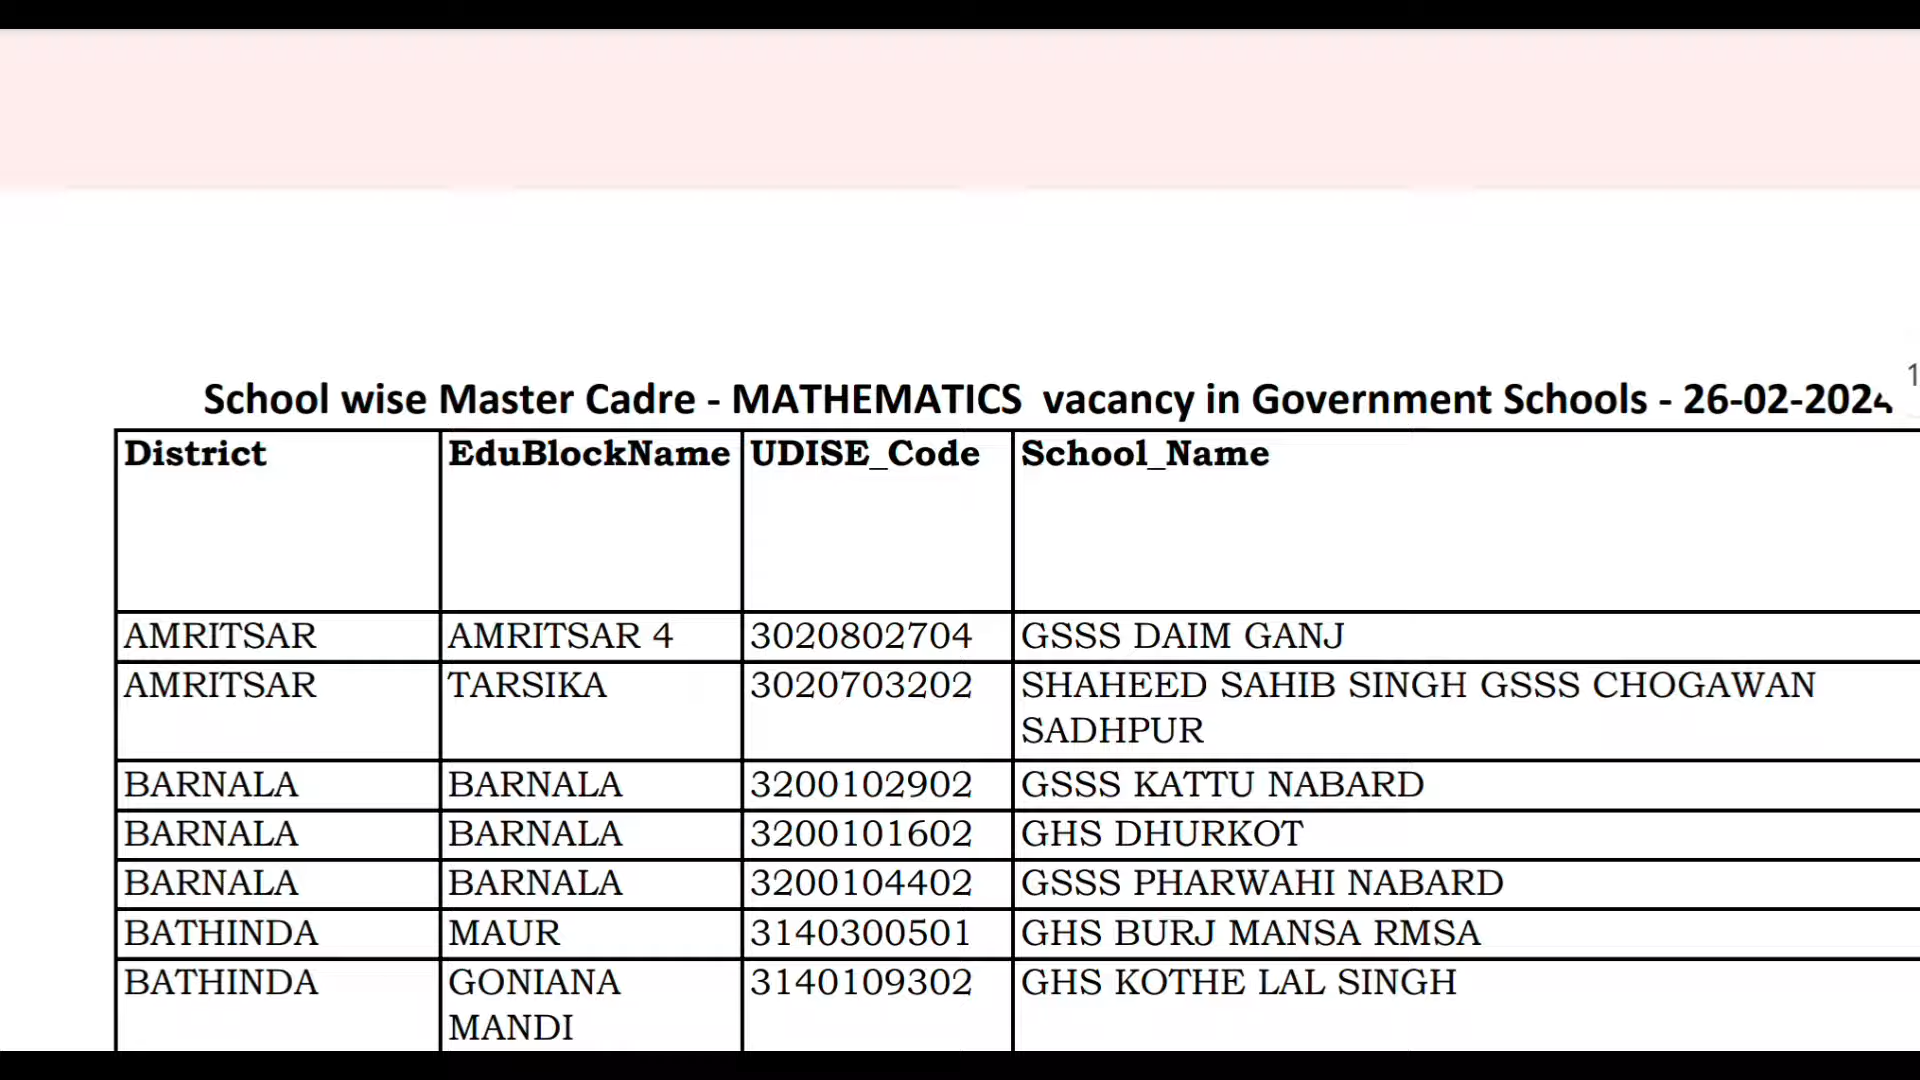 1
School wise Master Cadre - MATHEMATICS vacancy in Government Schools - 26-02-2024
District EduBlockName UDISE_Code School_Name
AMRITSAR AMRITSAR 4 3020802704 GSSS DAIM GANJ
AMRITSAR TARSIKA 3020703202 SHAHEED SAHIB SINGH GSSS CHOGAWAN
SADHPUR
BARNALA BARNALA 3200102902 GSSS KATTU NABARD
BARNALA BARNALA 3200101602 GHS DHURKOT
BARNALA BARNALA 3200104402 GSSS PHARWAHI NABARD
BATHINDA MAUR 3140300501 GHS BURJ MANSA RMSA
BATHINDA GONIANA 3140109302 GHS KOTHE LAL SINGH
MANDI